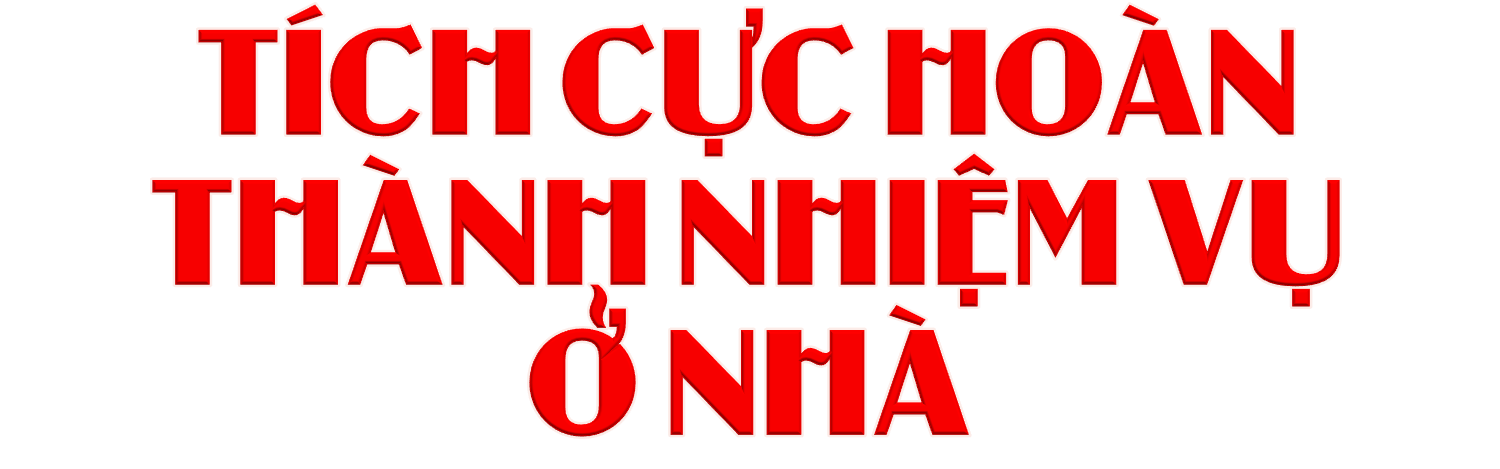 TÍCH CỰC HOÀN
THÀNH NHIỆM VỤ
Ở NHÀ